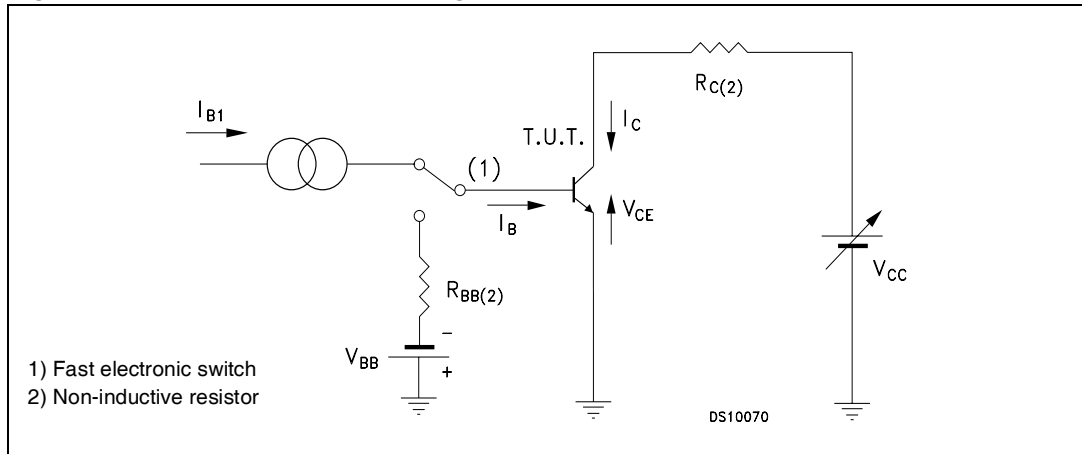 I_B1
(1)
I_B
T.U.T.
I_C
V_CE
R_C(2)
V_CC
R_BB(2)
V_BB
−
+
1) Fast electronic switch
2) Non-inductive resistor
DS10070